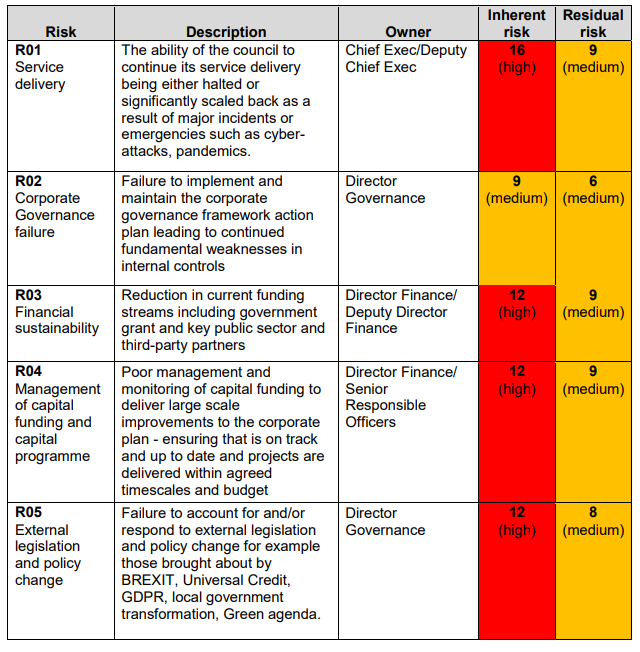 Risk Description Owner Inherent risk Residual risk
R01
Service
delivery
The ability of the council to
continue its service delivery
being either halted or
significantly scaled back as a
result of major incidents or
emergencies such as cyber-
attacks, pandemics.
Chief Exec/Deputy
Chief Exec
16
(high)
9
(medium)
R02
Corporate
Governance
failure
Failure to implement and
maintain the corporate
governance framework action
plan leading to continued
fundamental weaknesses in
internal controls
Director
Governance
9
(medium)
6
(medium)
R03
Financial
sustainability
Reduction in current funding
streams including government
grant and key public sector and
third-party partners
Director Finance/
Deputy Director
Finance
12
(high)
9
(medium)
R04
Management
of capital
funding and
capital
programme
Poor management and
monitoring of capital funding to
deliver large scale
improvements to the corporate
plan - ensuring that is on track
and up to date and projects are
delivered within agreed
timescales and budget
Director Finance/
Senior
Responsible
Officers
12
(high)
9
(medium)
R05
External
legislation
and policy
change
Failure to account for and/or
respond to external legislation
and policy change for example
those brought about by
BREXIT, Universal Credit,
GDPR, local government
transformation, Green agenda.
Director
Governance
12
(high)
8
(medium)